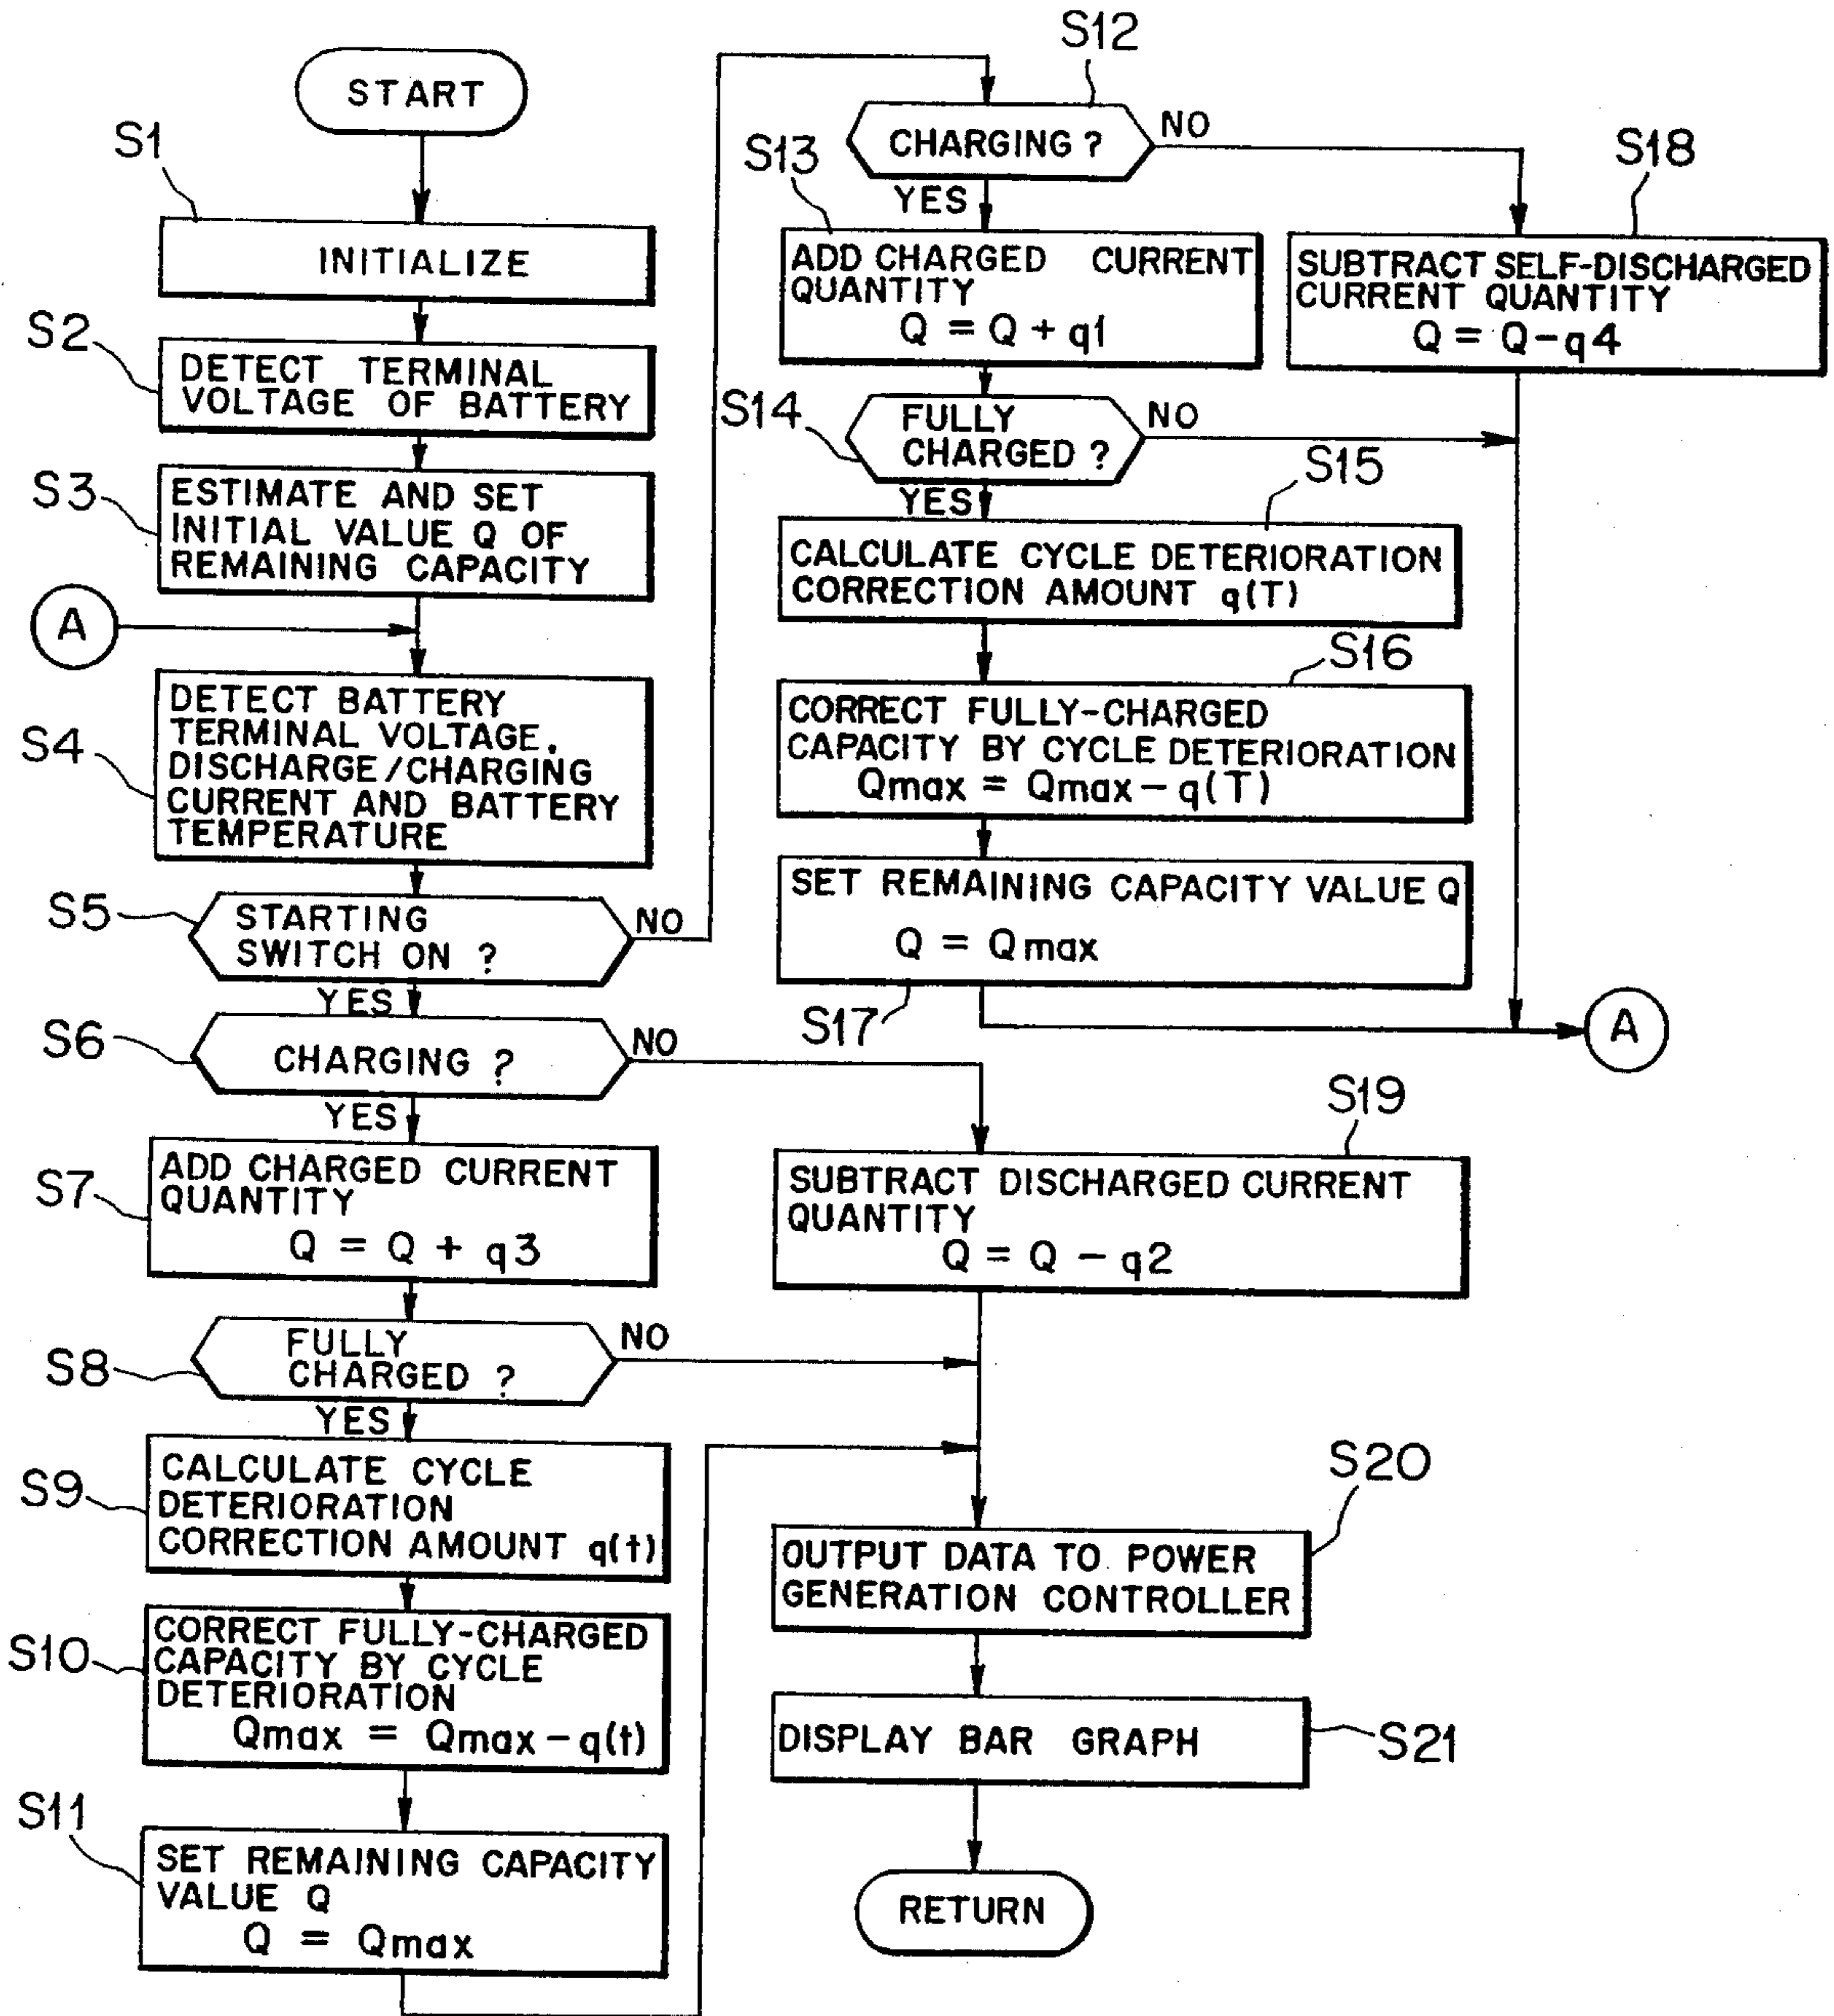 START
S1
INITIALIZE
S2
DETECT TERMINAL
VOLTAGE OF BATTERY
S3
ESTIMATE AND SET
INITIAL VALUE Q OF
REMAINING CAPACITY
A
S4
DETECT BATTERY
TERMINAL VOLTAGE.
DISCHARGE/CHARGING
CURRENT AND BATTERY
TEMPERATURE
S5
STARTING
SWITCH ON ?
NO
YES
S6
CHARGING ?
NO
YES
S7
ADD CHARGED CURRENT
QUANTITY
Q = Q + q3
S8
FULLY
CHARGED ?
NO
YES
S9
CALCULATE CYCLE
DETERIORATION
CORRECTION AMOUNT q(t)
S10
CORRECT FULLY-CHARGED
CAPACITY BY CYCLE
DETERIORATION
Qmax = Qmax - q(t)
S11
SET REMAINING CAPACITY
VALUE Q
Q = Qmax
S12
CHARGING ?
NO
YES
S13
ADD CHARGED CURRENT
QUANTITY
Q = Q + q1
S18
SUBTRACT SELF-DISCHARGED
CURRENT QUANTITY
Q = Q-q4
S14
FULLY
CHARGED ?
NO
YES
S15
CALCULATE CYCLE DETERIORATION
CORRECTION AMOUNT q(T)
S16
CORRECT FULLY-CHARGED
CAPACITY BY CYCLE DETERIORATION
Qmax = Qmax - q(T)
SET REMAINING CAPACITY VALUE Q
Q = Qmax
S17
A
S19
SUBTRACT DISCHARGED CURRENT
QUANTITY
Q = Q - q2
S20
OUTPUT DATA TO POWER
GENERATION CONTROLLER
DISPLAY BAR GRAPH
S21
RETURN